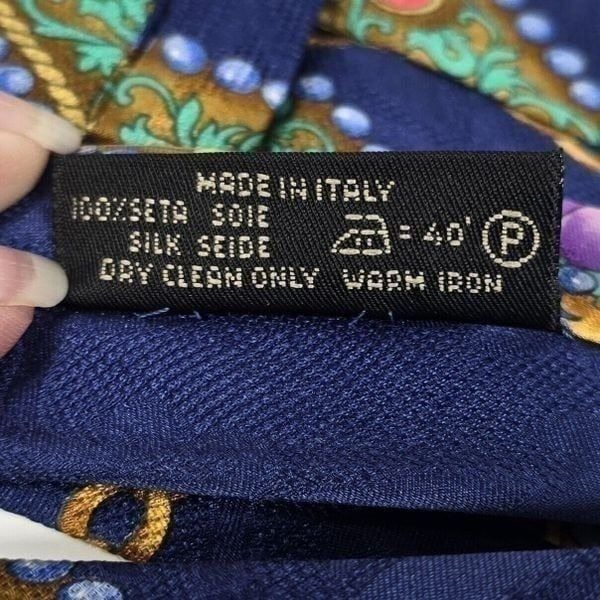 MADE IN ITALY
100%SETA SOIE
SILK SEIDE
= 40' P
DRY CLEAN ONLY WARM IRON